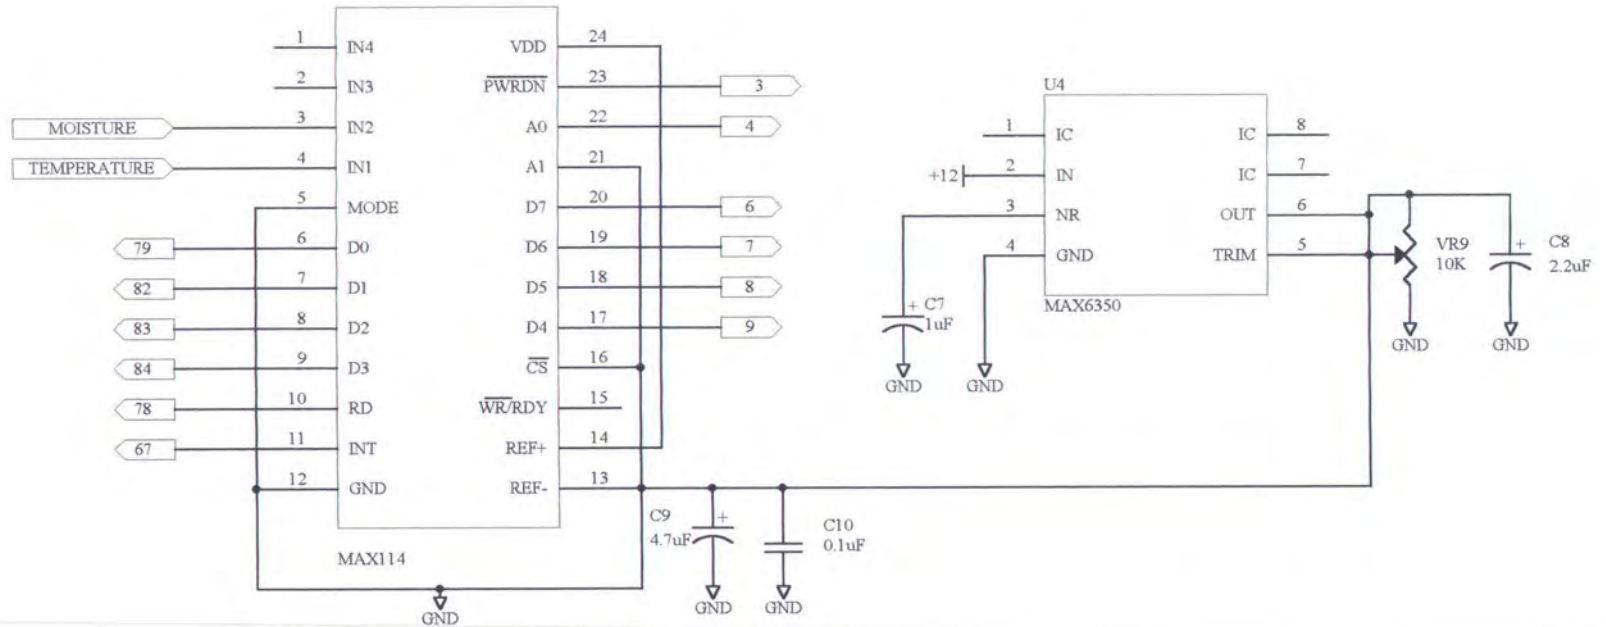 1 IN4 VDD 24
2 IN3 PWRDN 23 3
MOISTURE 3 IN2 A0 22 4
TEMPERATURE 4 IN1 A1 21
5 MODE D7 20 6
79 6 D0 D6 19 7
82 7 D1 D5 18 8
83 8 D2 D4 17 9
84 9 D3 CS 16
78 10 RD WR/RDY 15
67 11 INT REF+ 14
12 GND REF- 13
MAX114
GND
C9
4.7uF
+
GND
C10
0.1uF
GND
U4
1 IC IC 8
+12 2 IN IC 7
3 NR OUT 6
4 GND TRIM 5
MAX6350
+ C7
1uF
GND
GND
VR9
10K
GND
+ C8
2.2uF
GND